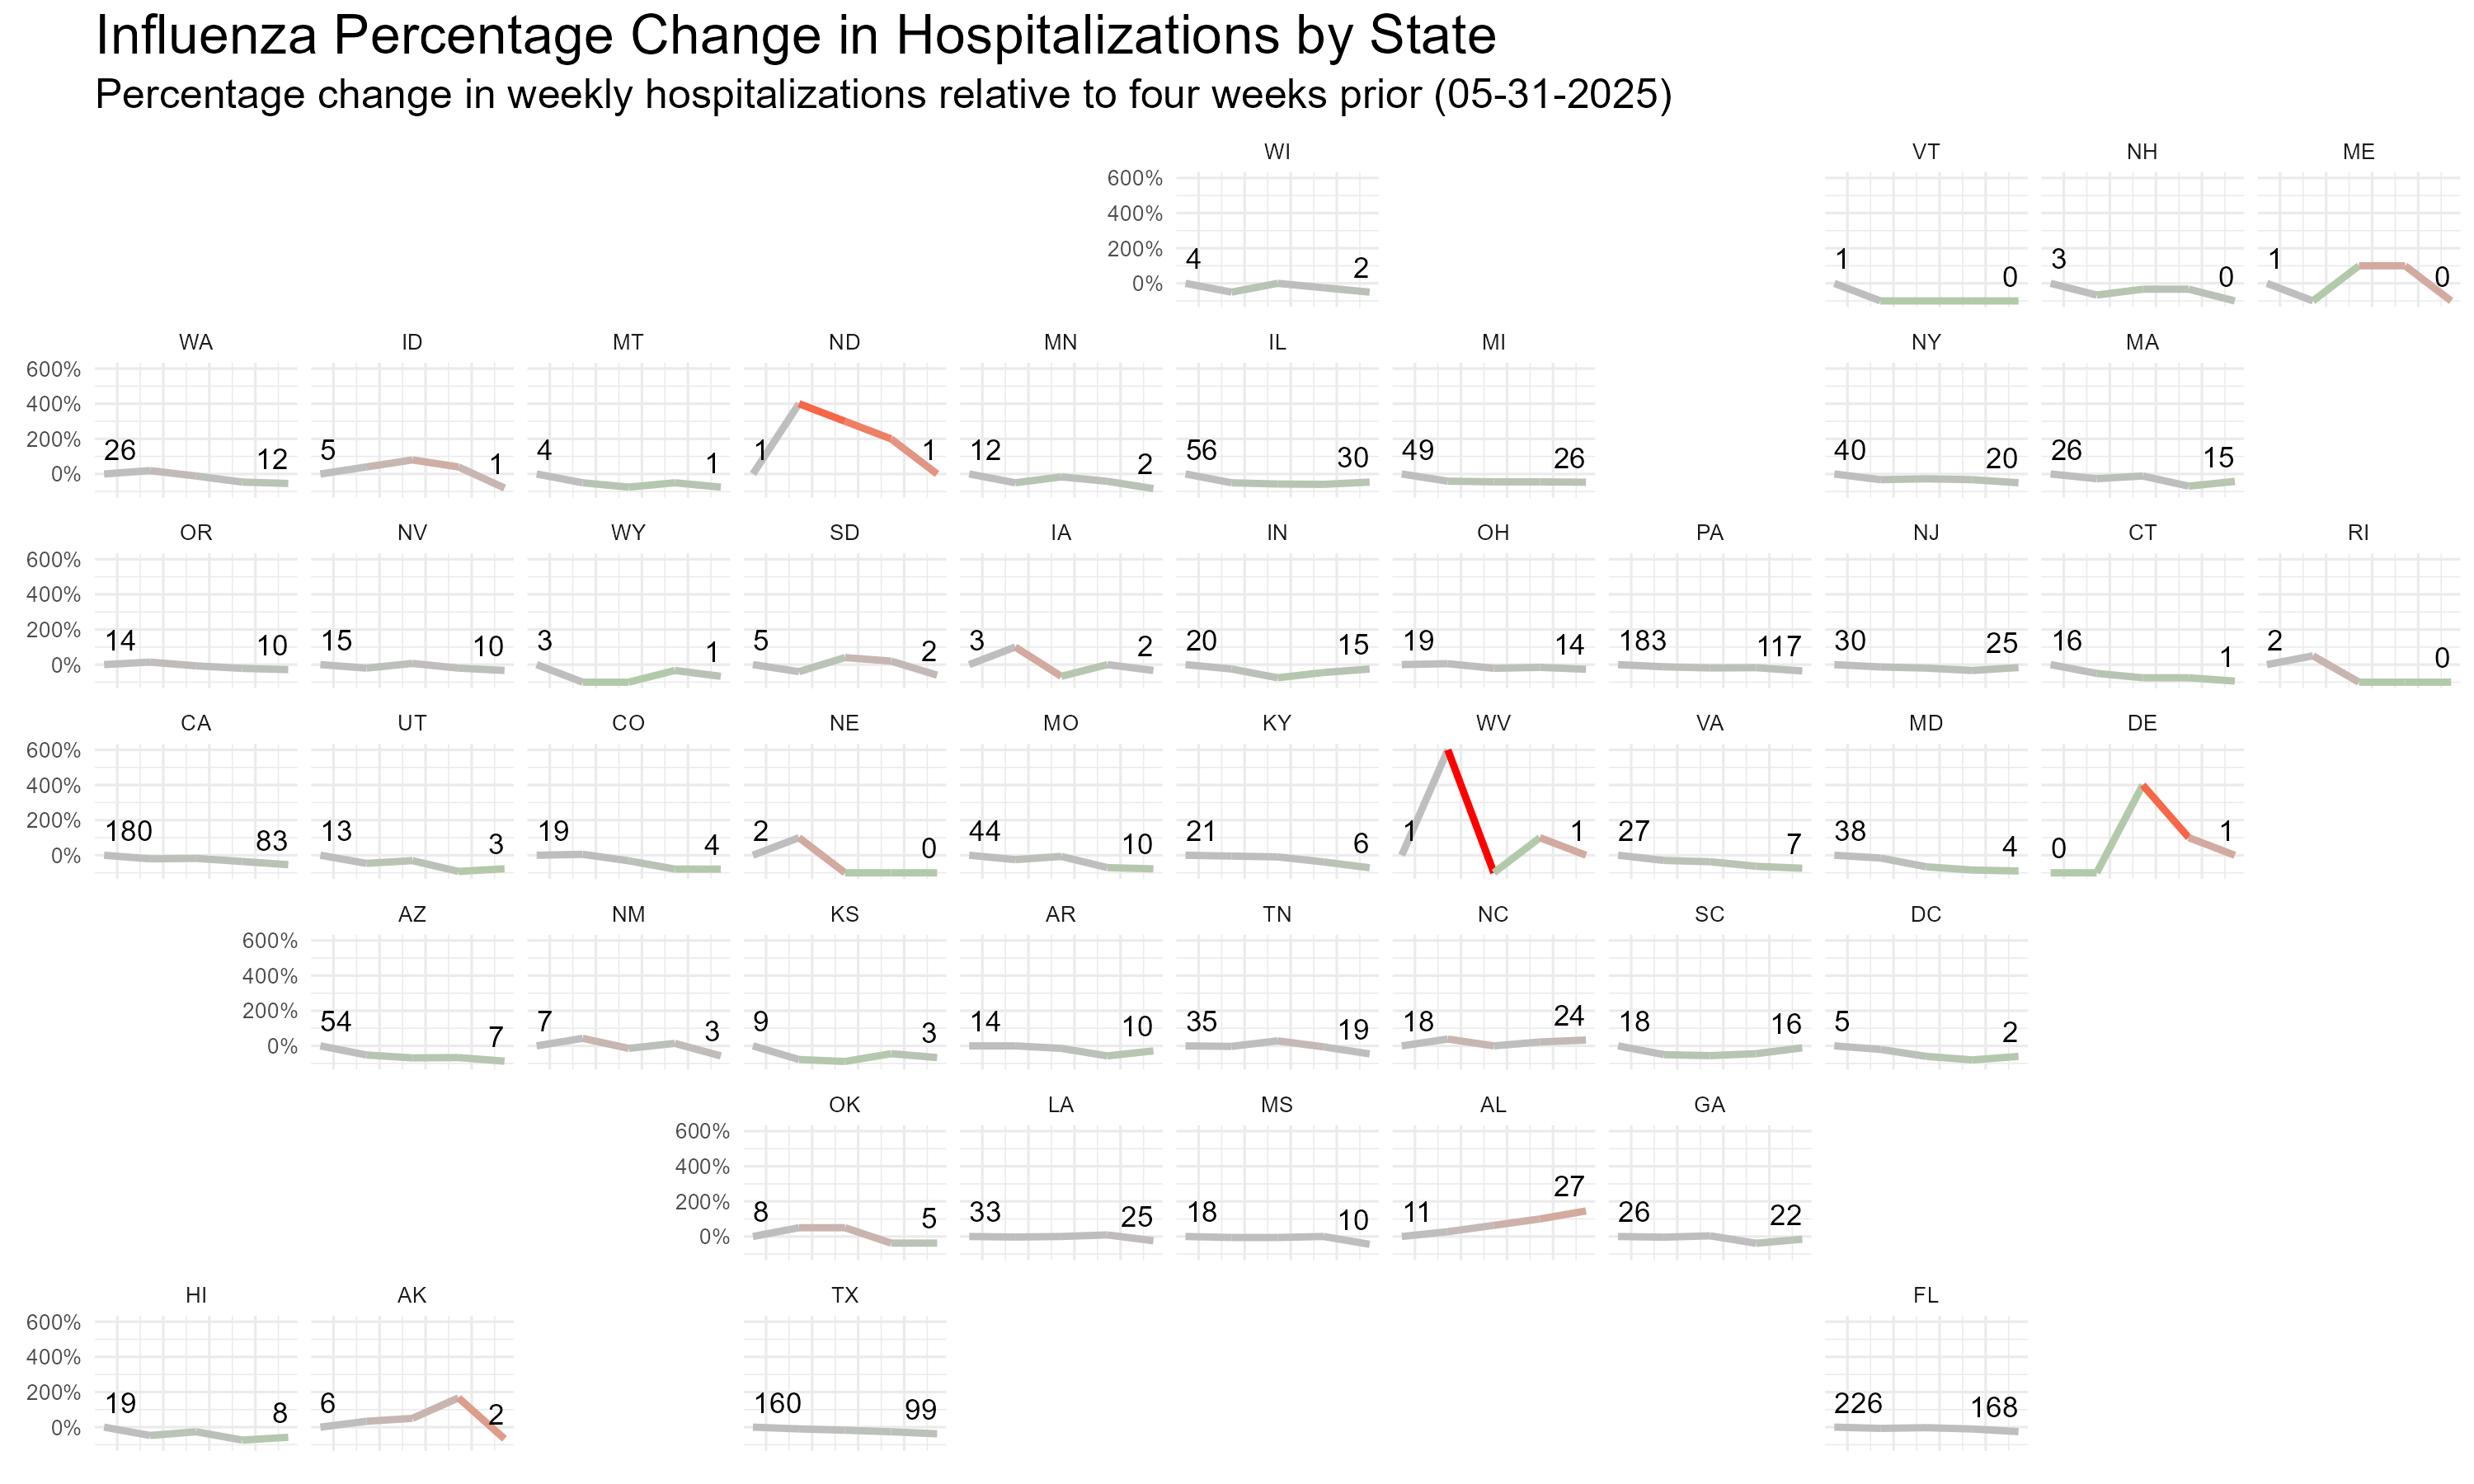 Influenza Percentage Change in Hospitalizations by State
Percentage change in weekly hospitalizations relative to four weeks prior (05-31-2025)
WI VT NH ME
600%
400%
200%
0%
4 2 1 0 3 0 1 0
WA ID MT ND MN IL MI NY MA
600%
400%
200%
0%
26 12 5 1 4 1 1 1 12 2 56 30 49 26 40 20 26 15
OR NV WY SD IA IN OH PA NJ CT RI
600%
400%
200%
0%
14 10 15 10 3 1 5 2 3 2 20 15 19 14 183 117 30 25 16 1 2 0
CA UT CO NE MO KY WV VA MD DE
600%
400%
200%
0%
180 83 13 3 19 4 2 0 44 10 21 6 1 1 27 7 38 4 0 1
AZ NM KS AR TN NC SC DC
600%
400%
200%
0%
54 7 7 3 9 3 14 10 35 19 18 24 18 16 5 2
OK LA MS AL GA
600%
400%
200%
0%
8 5 33 25 18 10 11 27 26 22
HI AK TX FL
600%
400%
200%
0%
19 8 6 2 160 99 226 168